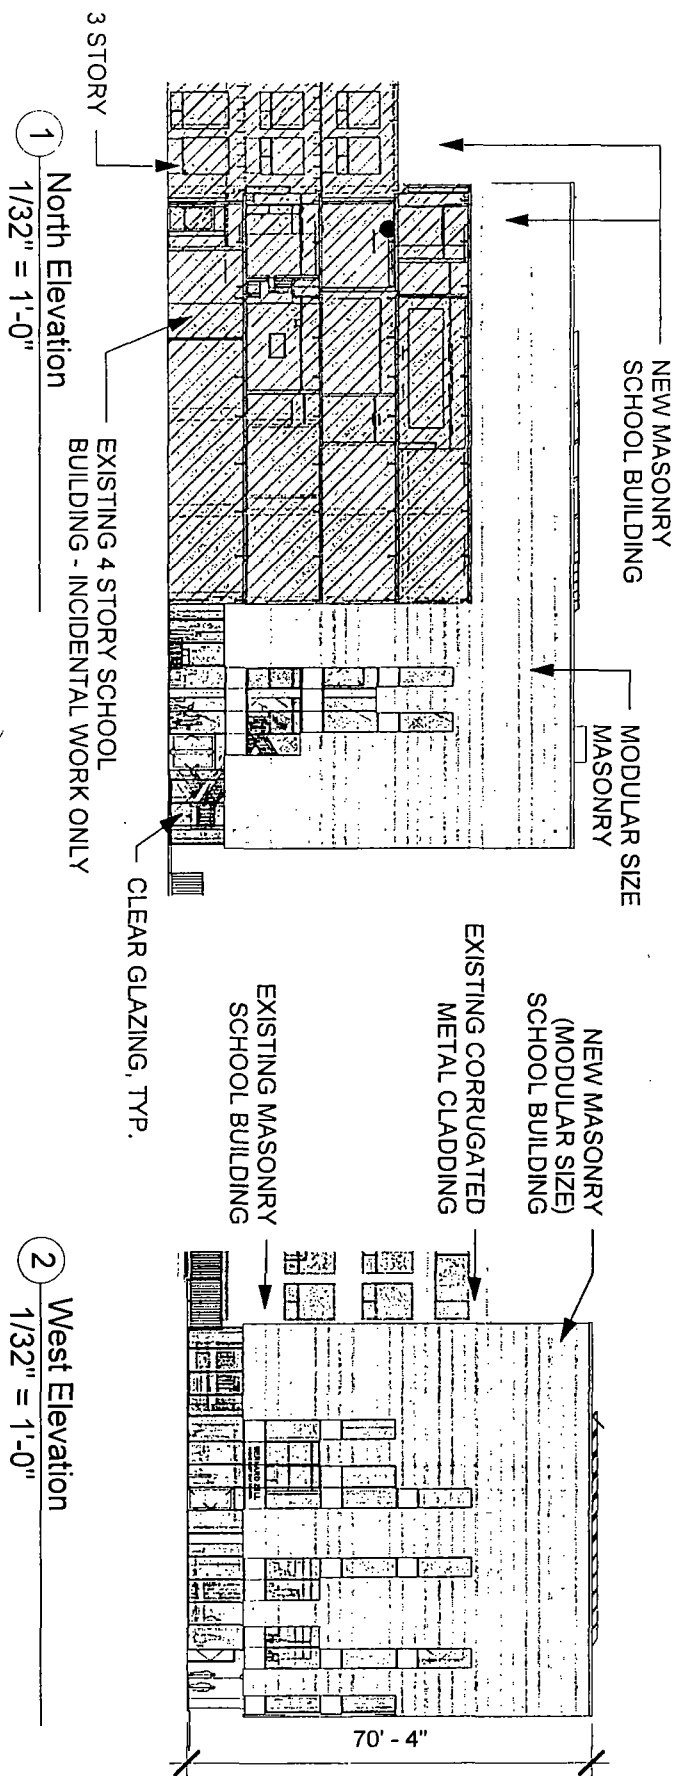 NEW MASONRY
SCHOOL BUILDING
MODULAR SIZE
MASONRY
3 STORY
EXISTING 4 STORY SCHOOL
BUILDING - INCIDENTAL WORK ONLY
CLEAR GLAZING, TYP.
1
North Elevation
1/32" = 1'-0"
NEW MASONRY
(MODULAR SIZE)
SCHOOL BUILDING
EXISTING CORRUGATED
METAL CLADDING
EXISTING MASONRY
SCHOOL BUILDING
70' - 4"
2
West Elevation
1/32" = 1'-0"